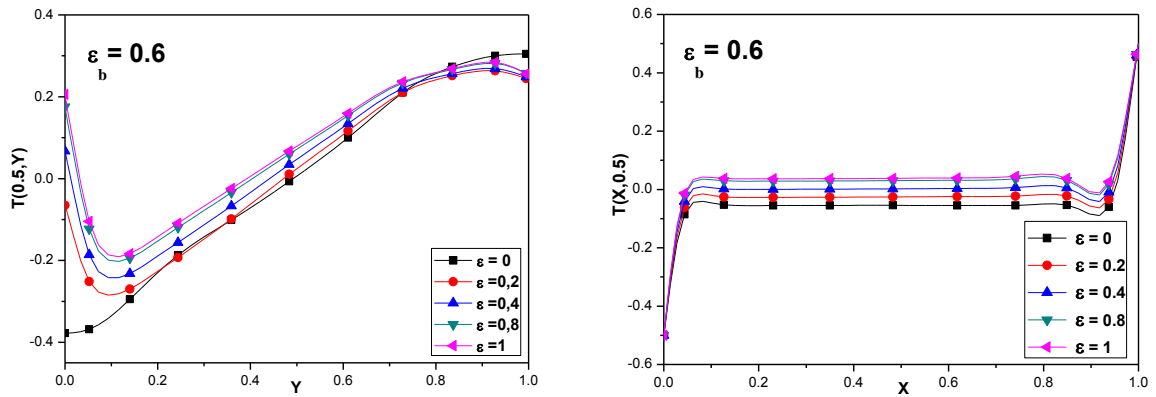 ε_b = 0.6
T(0.5,Y)
0.4
0.2
0.0
-0.2
-0.4
0.0 0.2 0.4 0.6 0.8 1.0
Y
ε = 0
ε =0,2
ε =0,4
ε =0,8
ε =1
ε_b = 0.6
T(X,0.5)
0.6
0.4
0.2
0.0
-0.2
-0.4
-0.6
0.0 0.2 0.4 0.6 0.8 1.0
X
ε = 0
ε = 0.2
ε = 0.4
ε = 0.8
ε = 1